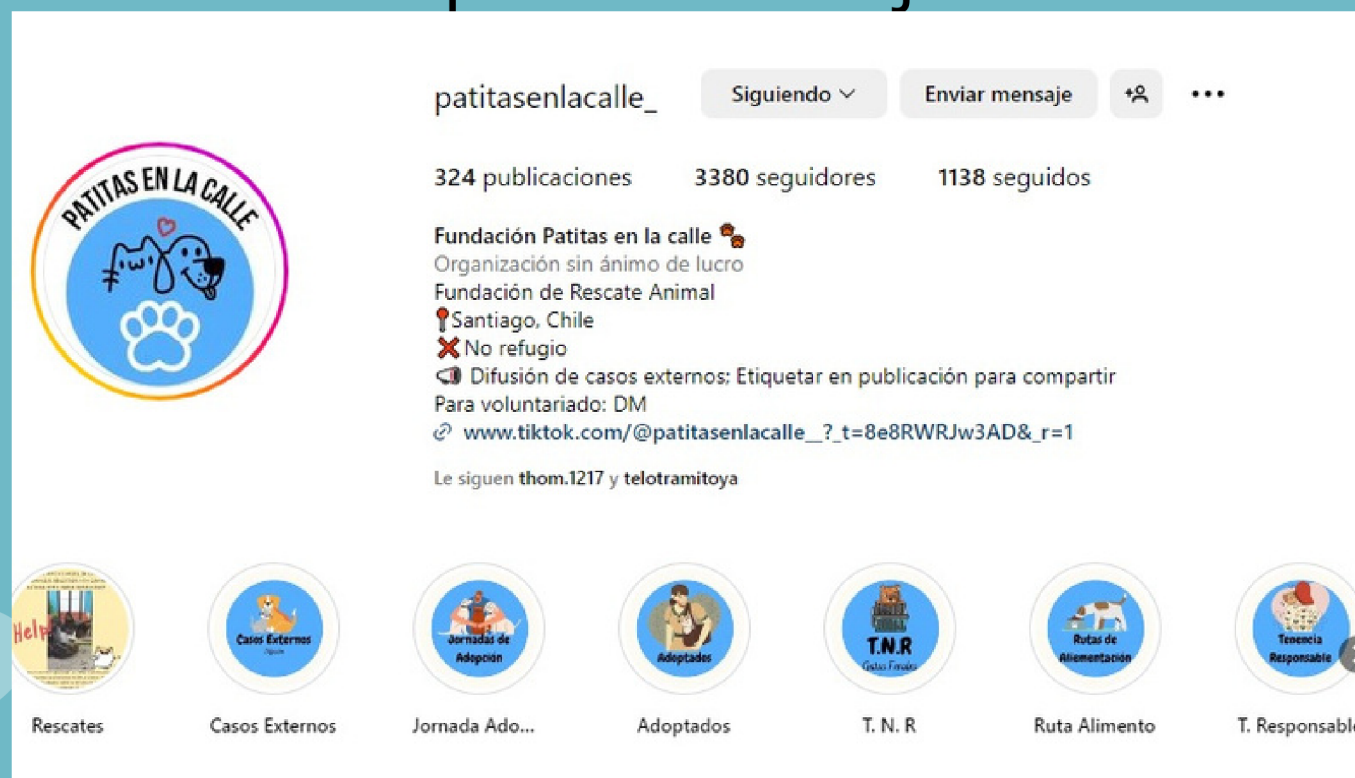 patitasenlacalle_ Siguiendo Enviar mensaje
324 publicaciones 3380 seguidores 1138 seguidos
PATITAS EN LA CALLE
Fundación Patitas en la calle
Organización sin ánimo de lucro
Fundación de Rescate Animal
Santiago, Chile
No refugio
Difusión de casos externos; Etiquetar en publicación para compartir
Para voluntariado: DM
www.tiktok.com/@patitasenlacalle__?_t=8e8RWRJw3AD&_r=1
Le siguen thom.1217 y telotramitoya
Help
Casos Externos
Jornadas de
Adopción
Adoptados
T.N.R
Rutas de
Aliementación
Tenencia
Responsable
Rescates Casos Externos Jornada Ado... Adoptados T. N. R Ruta Alimento T. Responsable